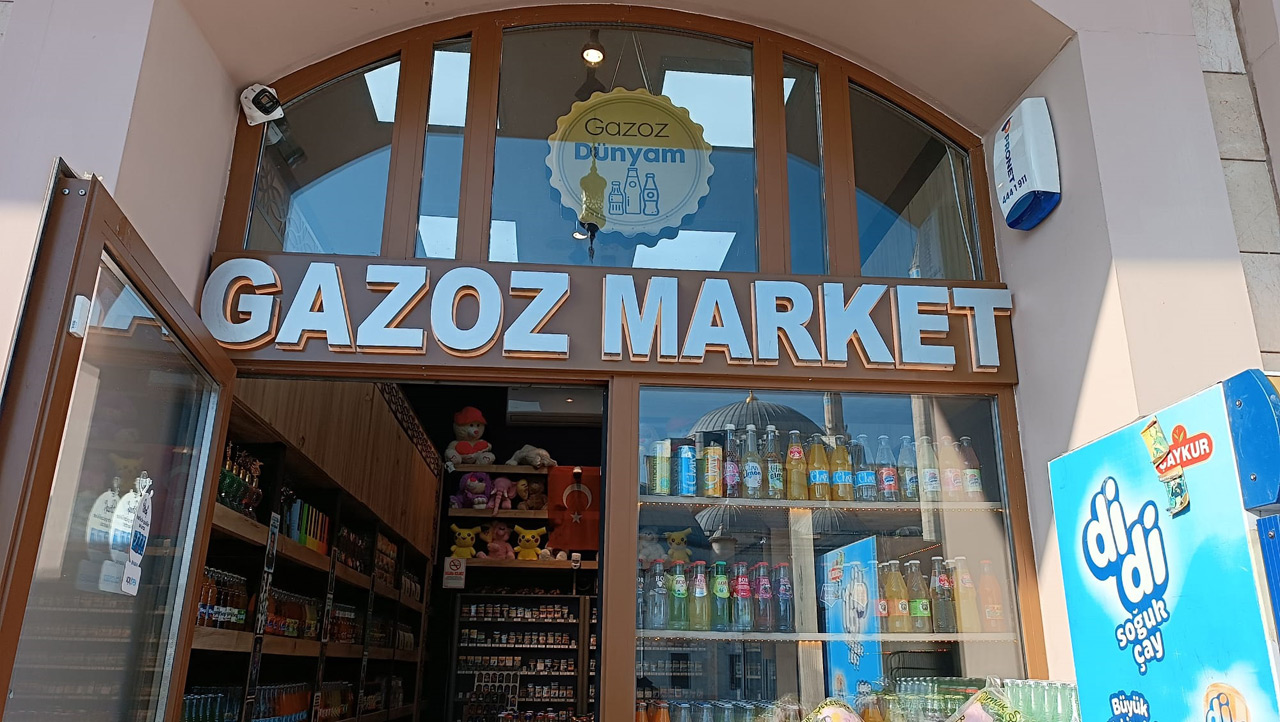 Gazoz
Dünyam
GAZOZ MARKET
PRONET
444 1 911
ÇAYKUR
di
di
soğuk
çay
Büyük